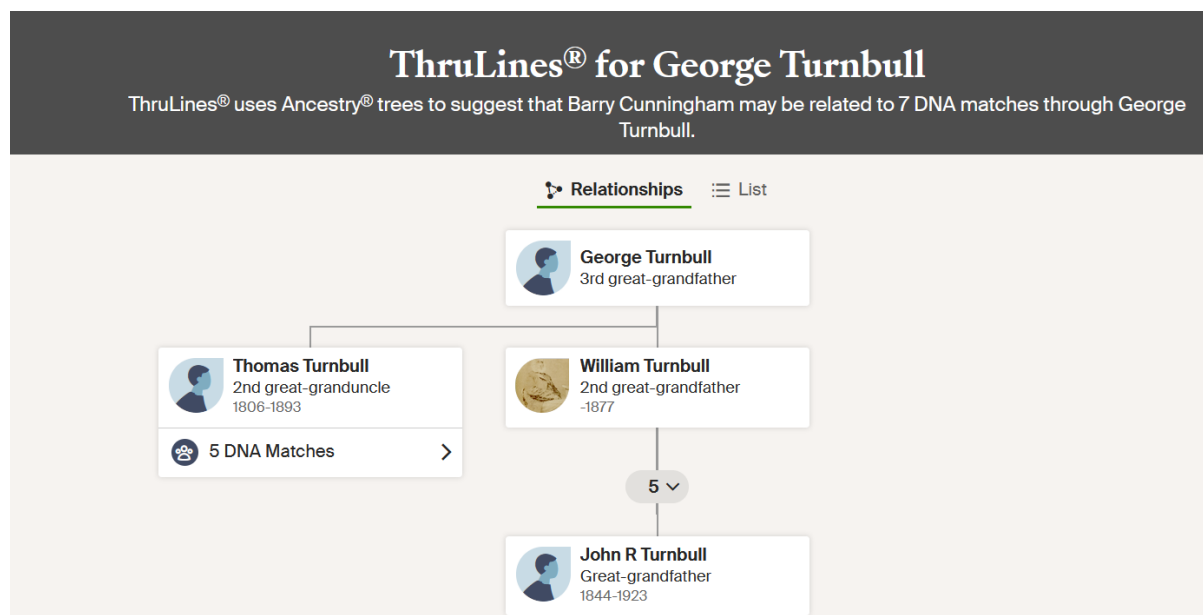 ThruLines® for George Turnbull
ThruLines® uses Ancestry® trees to suggest that Barry Cunningham may be related to 7 DNA matches through George
Turnbull.
Relationships
List
George Turnbull
3rd great-grandfather
Thomas Turnbull
2nd great-granduncle
1806-1893
5 DNA Matches
William Turnbull
2nd great-grandfather
-1877
5
John R Turnbull
Great-grandfather
1844-1923